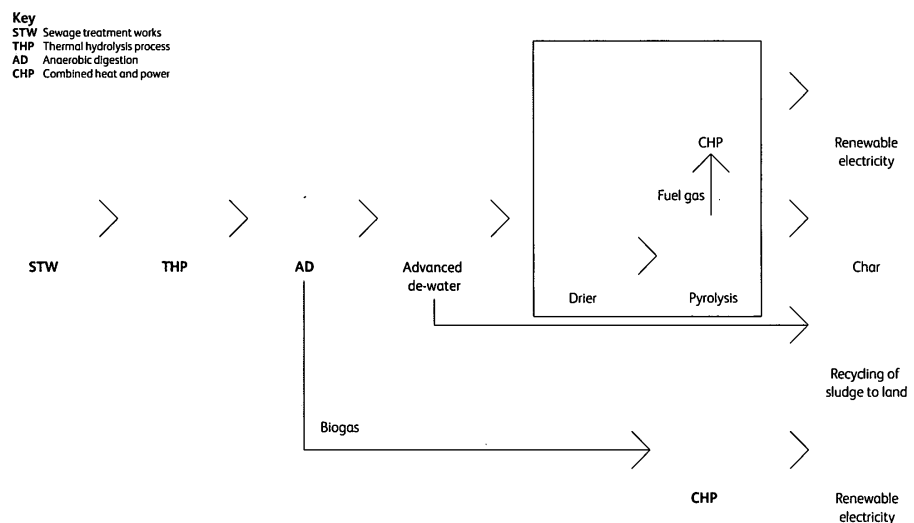 Key
STW Sewage treatment works
THP Thermal hydrolysis process
AD Anaerobic digestion
CHP Combined heat and power
CHP
Renewable
electricity
Fuel gas
STW
THP
AD
Advanced
de-water
Drier
Pyrolysis
Char
Recycling of
sludge to land
Biogas
CHP
Renewable
electricity